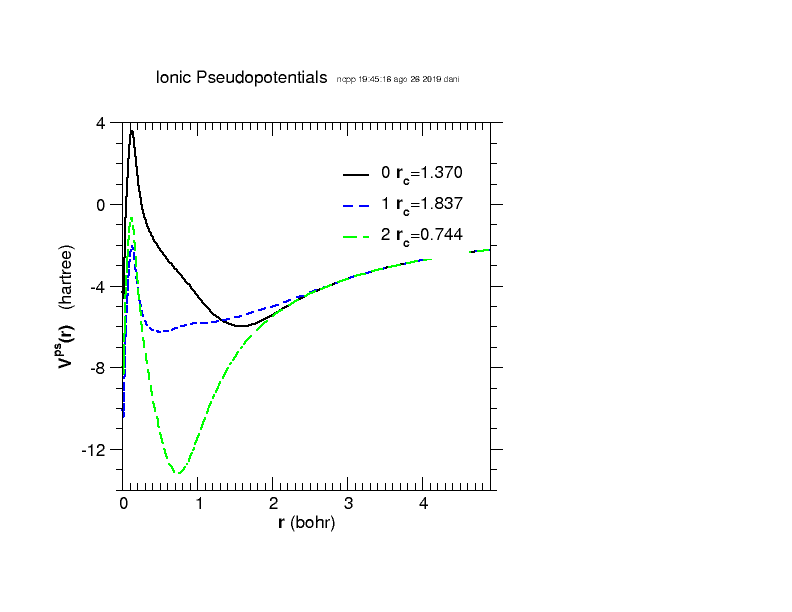 Ionic Pseudopotentials ncpp 19:45:16 ago 26 2019 dani
4
0
-4
-8
-12
V^ps(r) (hartree)
0 r_c=1.370
1 r_c=1.837
2 r_c=0.744
0 1 2 3 4
r (bohr)